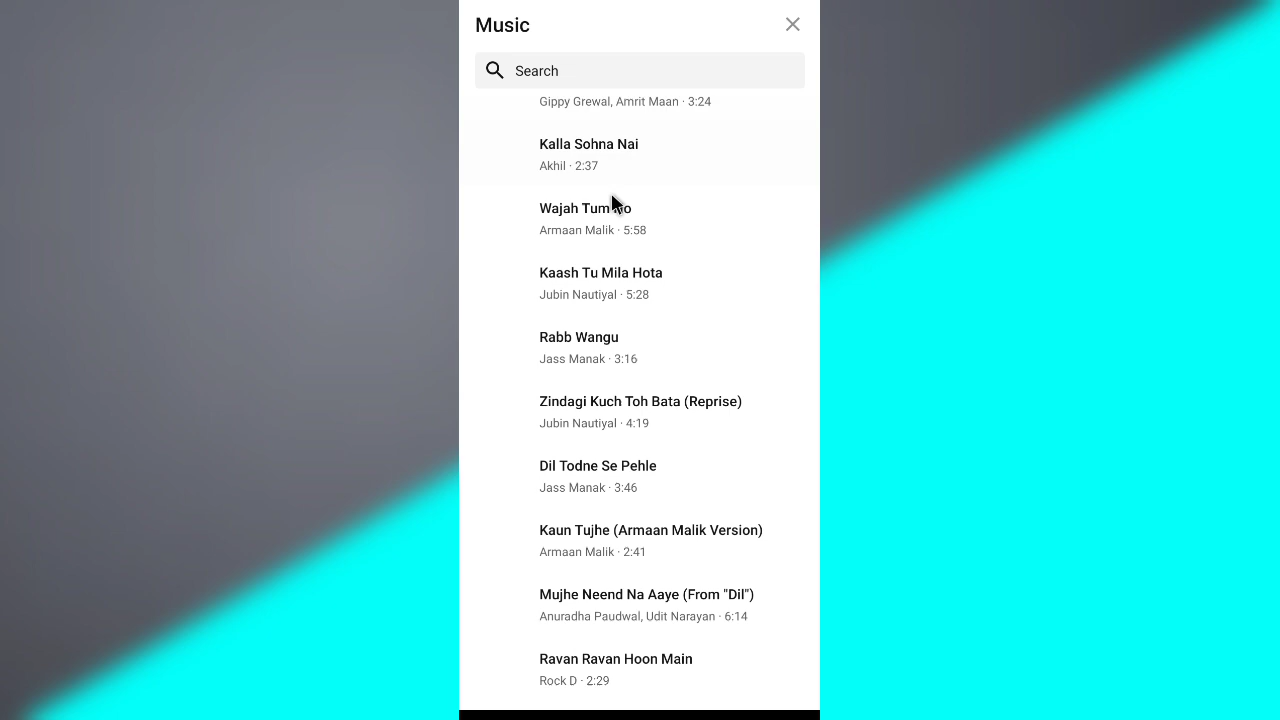 Music
Search
Gippy Grewal, Amrit Maan · 3:24
Kalla Sohna Nai
Akhil · 2:37
Wajah Tum
Armaan Malik · 5:58
Kaash Tu Mila Hota
Jubin Nautiyal · 5:28
Rabb Wangu
Jass Manak · 3:16
Zindagi Kuch Toh Bata (Reprise)
Jubin Nautiyal · 4:19
Dil Todne Se Pehle
Jass Manak · 3:46
Kaun Tujhe (Armaan Malik Version)
Armaan Malik · 2:41
Mujhe Neend Na Aaye (From "Dil")
Anuradha Paudwal, Udit Narayan · 6:14
Ravan Ravan Hoon Main
Rock D · 2:29